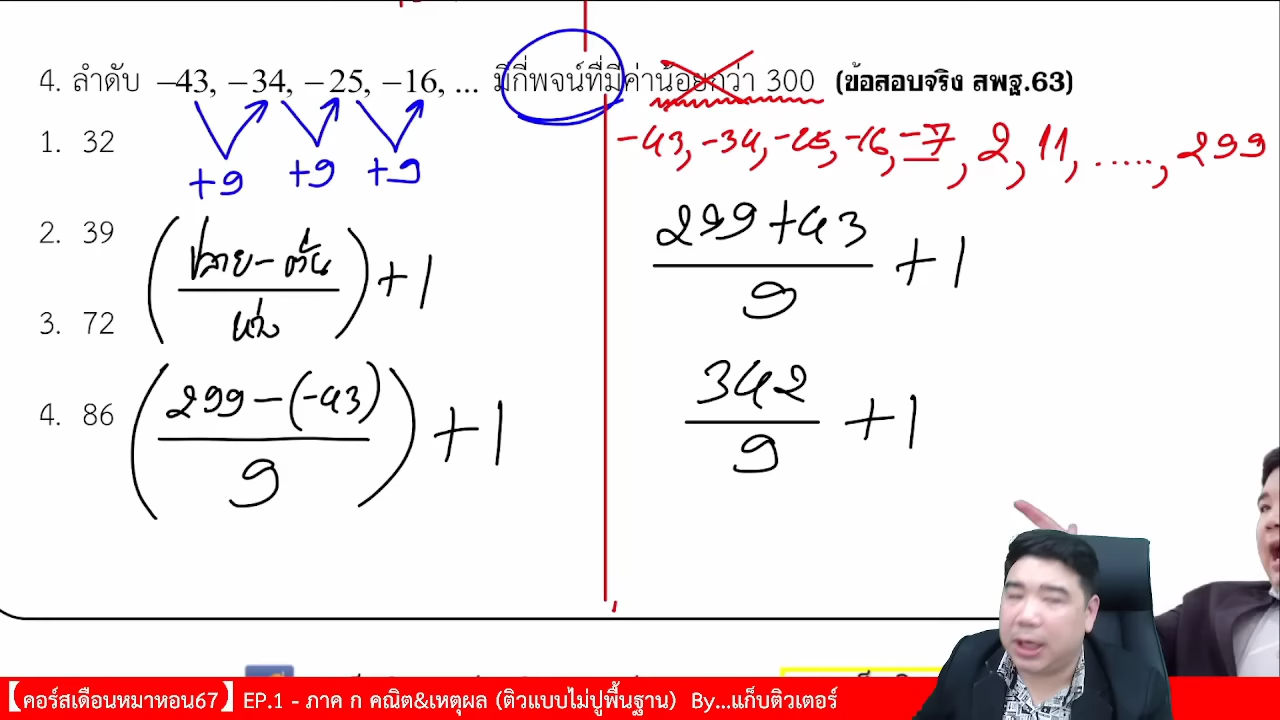 4. ลำดับ −43, −34, −25, −16, ... มีกี่พจน์ที่มีค่าน้อยกว่า 300 (ข้อสอบจริง สพฐ.63)
-43, -34, -25, -16, -7, 2, 11, ....., 299
1. 32
+9 +9 +9
2. 39
(ปลาย - ต้น / ห่าง) + 1
299 + 43 / 9 + 1
3. 72
4. 86
(299 - (-43) / 9) + 1
342 / 9 + 1
【คอร์สเดือนหมาหอน67】 EP.1 - ภาค ก คณิต&เหตุผล (ติวแบบไม่ปูพื้นฐาน) By...แก็บติวเตอร์